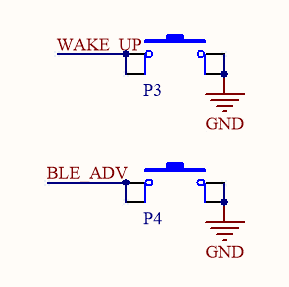 WAKE_UP
P3
GND
BLE_ADV
P4
GND